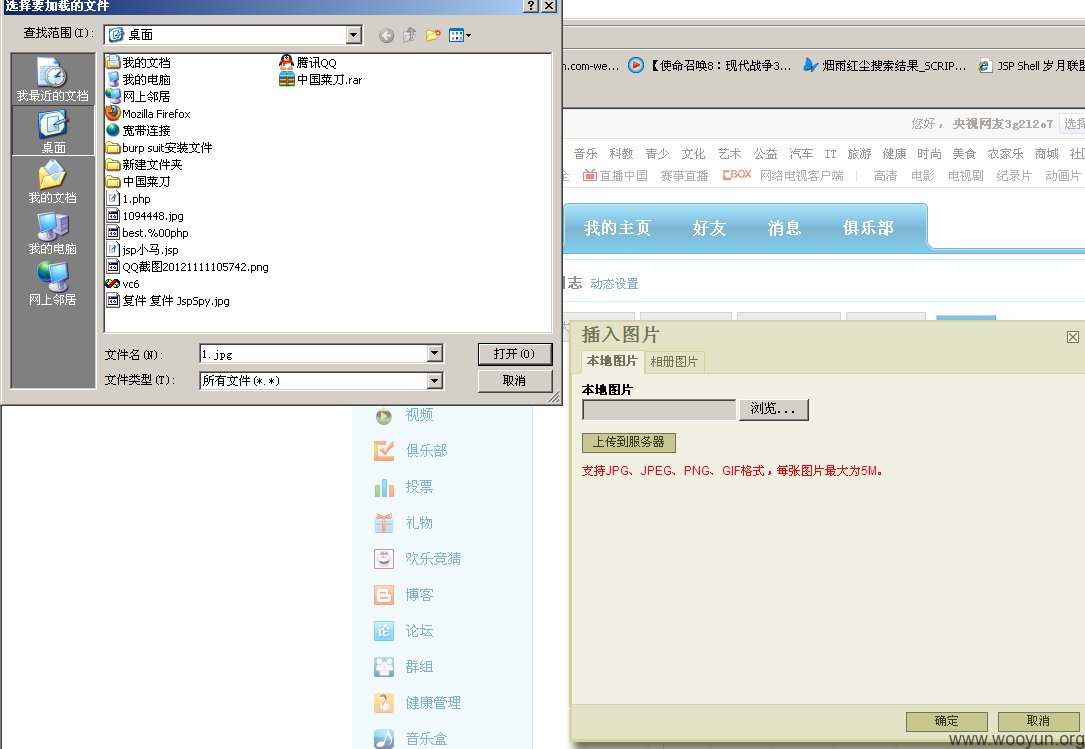 选择要加载的文件
查找范围(I):
桌面
我最近的文档
桌面
我的文档
我的电脑
网上邻居
我的文档
我的电脑
网上邻居
Mozilla Firefox
宽带连接
burp suit安装文件
新建文件夹
中国菜刀
1.php
1094448.jpg
best.%00php
jsp小马.jsp
QQ截图20121111105742.png
vc6
复件 复件 JspSpy.jpg
腾讯QQ
中国菜刀.rar
文件名(N):
1.jpg
打开(O)
文件类型(T):
所有文件(*.*)
取消
n.com-we...
【使命召唤8：现代战争3...
烟雨红尘搜索结果_SCRIP...
JSP Shell 岁月联盟
您好，央视网友3g212o7
选择
音乐 科教 青少 文化 艺术 公益 汽车 IT 旅游 健康 时尚 美食 农家乐 商城 社区
全 直播中国 赛事直播 CBOX 网络电视客户端 | 高清 电影 电视剧 纪录片 动画片
我的主页 好友 消息 俱乐部
日志 动态设置
插入图片
本地图片 相册图片
本地图片
浏览...
上传到服务器
支持JPG、JPEG、PNG、GIF格式，每张图片最大为5M。
确定
取消
视频
俱乐部
投票
礼物
欢乐竞猜
博客
论坛
群组
健康管理
音乐盒
www.wooyun.org